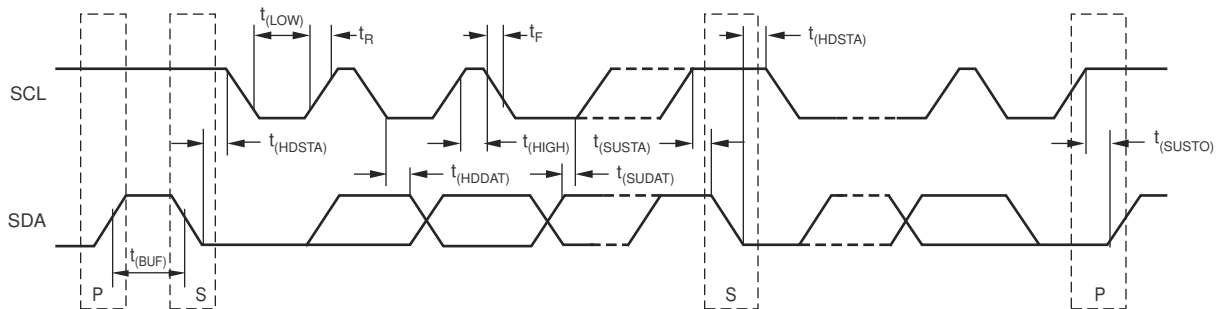 t(LOW)
tR
tF
t(HDSTA)
SCL
t(HDSTA)
t(HIGH)
t(SUSTA)
t(SUSTO)
t(HDDAT)
t(SUDAT)
SDA
t(BUF)
P
S
S
P